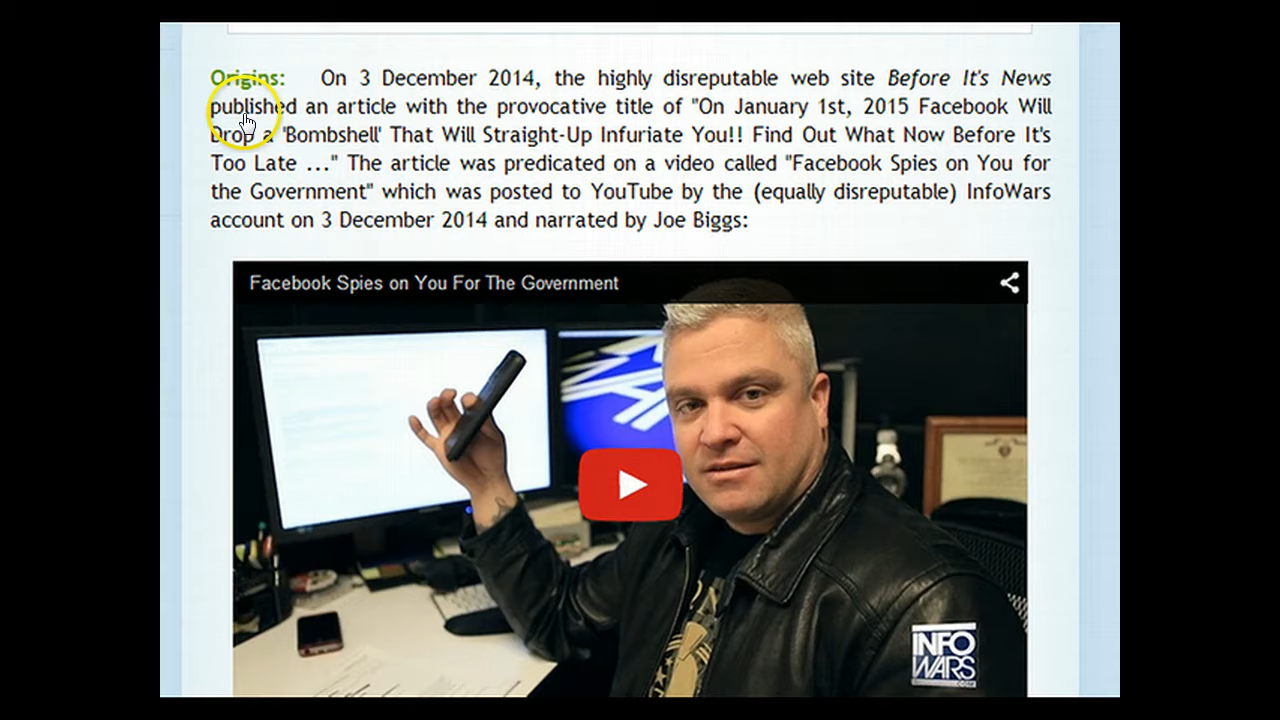 Origins: On 3 December 2014, the highly disreputable web site Before It's News
published an article with the provocative title of "On January 1st, 2015 Facebook Will
Drop a 'Bombshell' That Will Straight-Up Infuriate You!! Find Out What Now Before It's
Too Late ..." The article was predicated on a video called "Facebook Spies on You for
the Government" which was posted to YouTube by the (equally disreputable) InfoWars
account on 3 December 2014 and narrated by Joe Biggs:
Facebook Spies on You For The Government
INFO
WARS
.COM